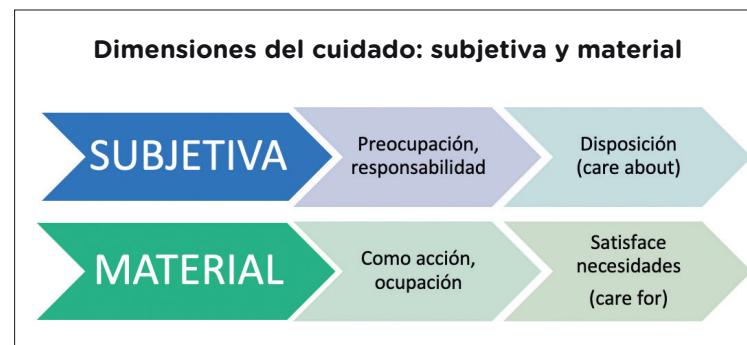 Dimensiones del cuidado: subjetiva y material
SUBJETIVA
Preocupación,
responsabilidad
Disposición
(care about)
MATERIAL
Como acción,
ocupación
Satisface
necesidades
(care for)